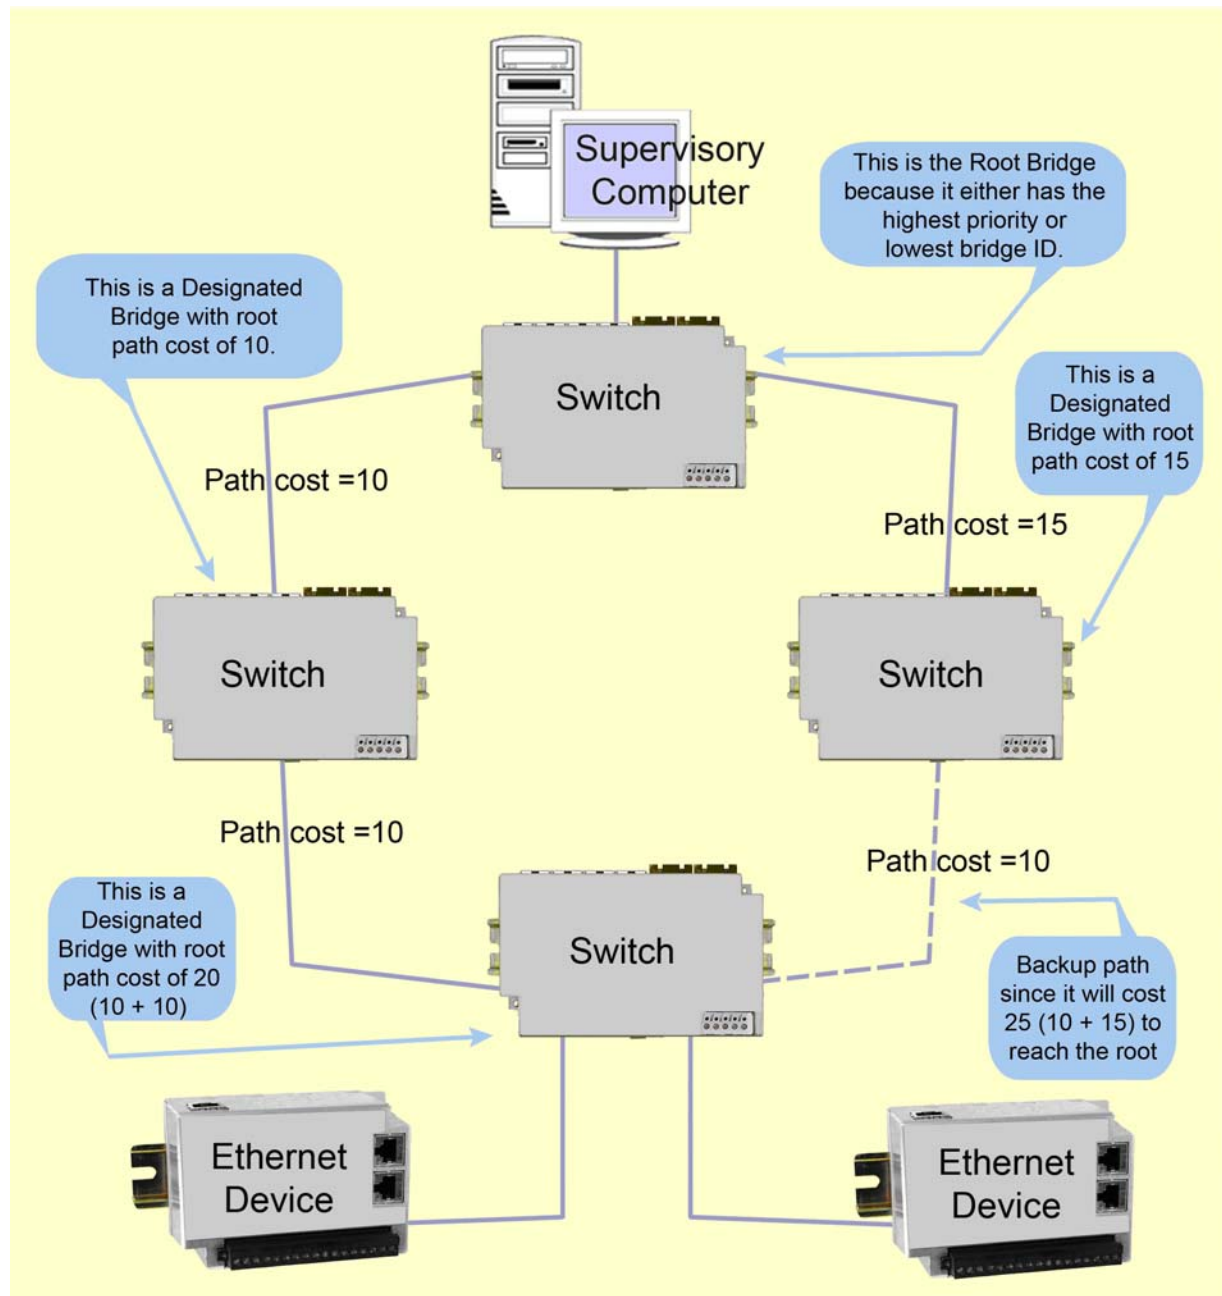 Supervisory
Computer
This is the Root Bridge
because it either has the
highest priority or
lowest bridge ID.
This is a Designated
Bridge with root
path cost of 10.
Switch
This is a
Designated
Bridge with root
path cost of 15
Path cost =10
Path cost =15
Switch
Switch
Path cost =10
Path cost =10
This is a
Designated
Bridge with root
path cost of 20
(10 + 10)
Switch
Backup path
since it will cost
25 (10 + 15) to
reach the root
Ethernet
Device
Ethernet
Device